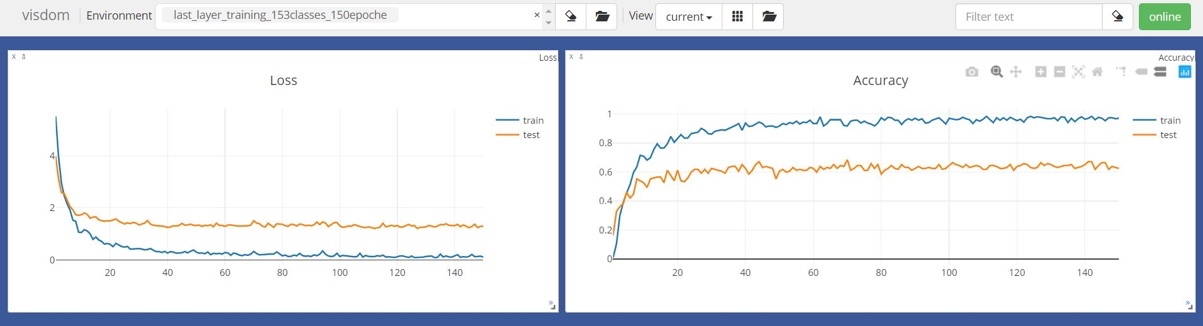 visdom Environment last_layer_training_153classes_150epoche × View current Filter text online
x Loss
Loss
train
test
4
2
0
20 40 60 80 100 120 140
x Accuracy
Accuracy
train
test
1
0.8
0.6
0.4
0.2
0
20 40 60 80 100 120 140